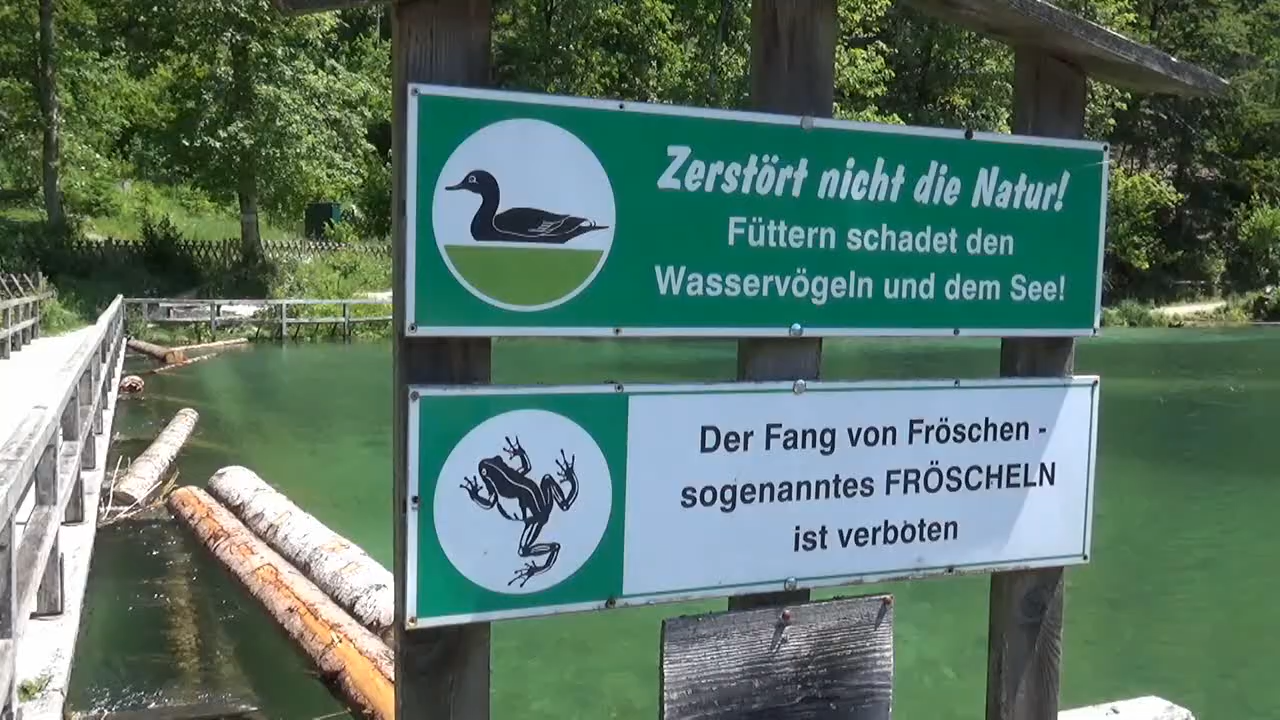 Zerstört nicht die Natur!
Füttern schadet den
Wasservögeln und dem See!
Der Fang von Fröschen -
sogenanntes FRÖSCHELN
ist verboten